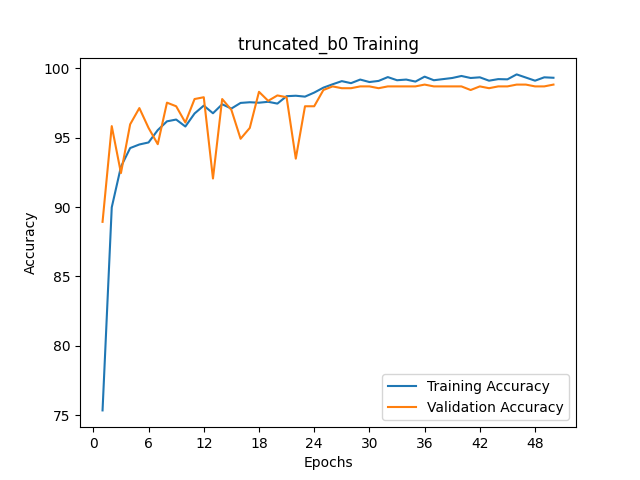 truncated_b0 Training
Accuracy
100
95
90
85
80
75
Training Accuracy
Validation Accuracy
0 6 12 18 24 30 36 42 48
Epochs